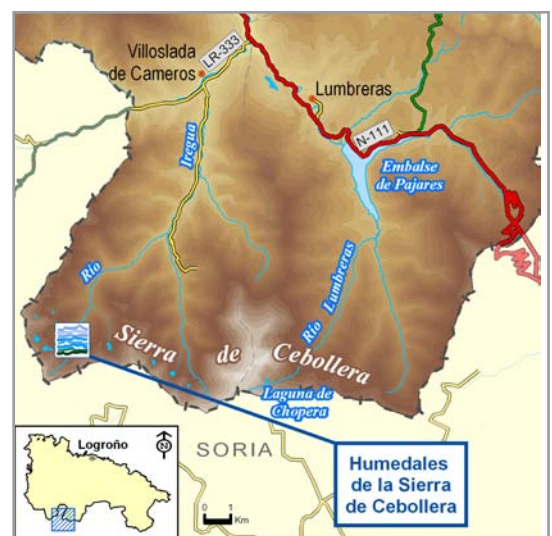 Villoslada
de Cameros
LR-333
Lumbreras
N-111
Iregua
Embalse
de Pajares
Río
Río
Lumbreras
Sierra de Cebollera
Laguna de
Chopera
SORIA
Logroño
N
0 1
Km
Humedales
de la Sierra
de Cebollera